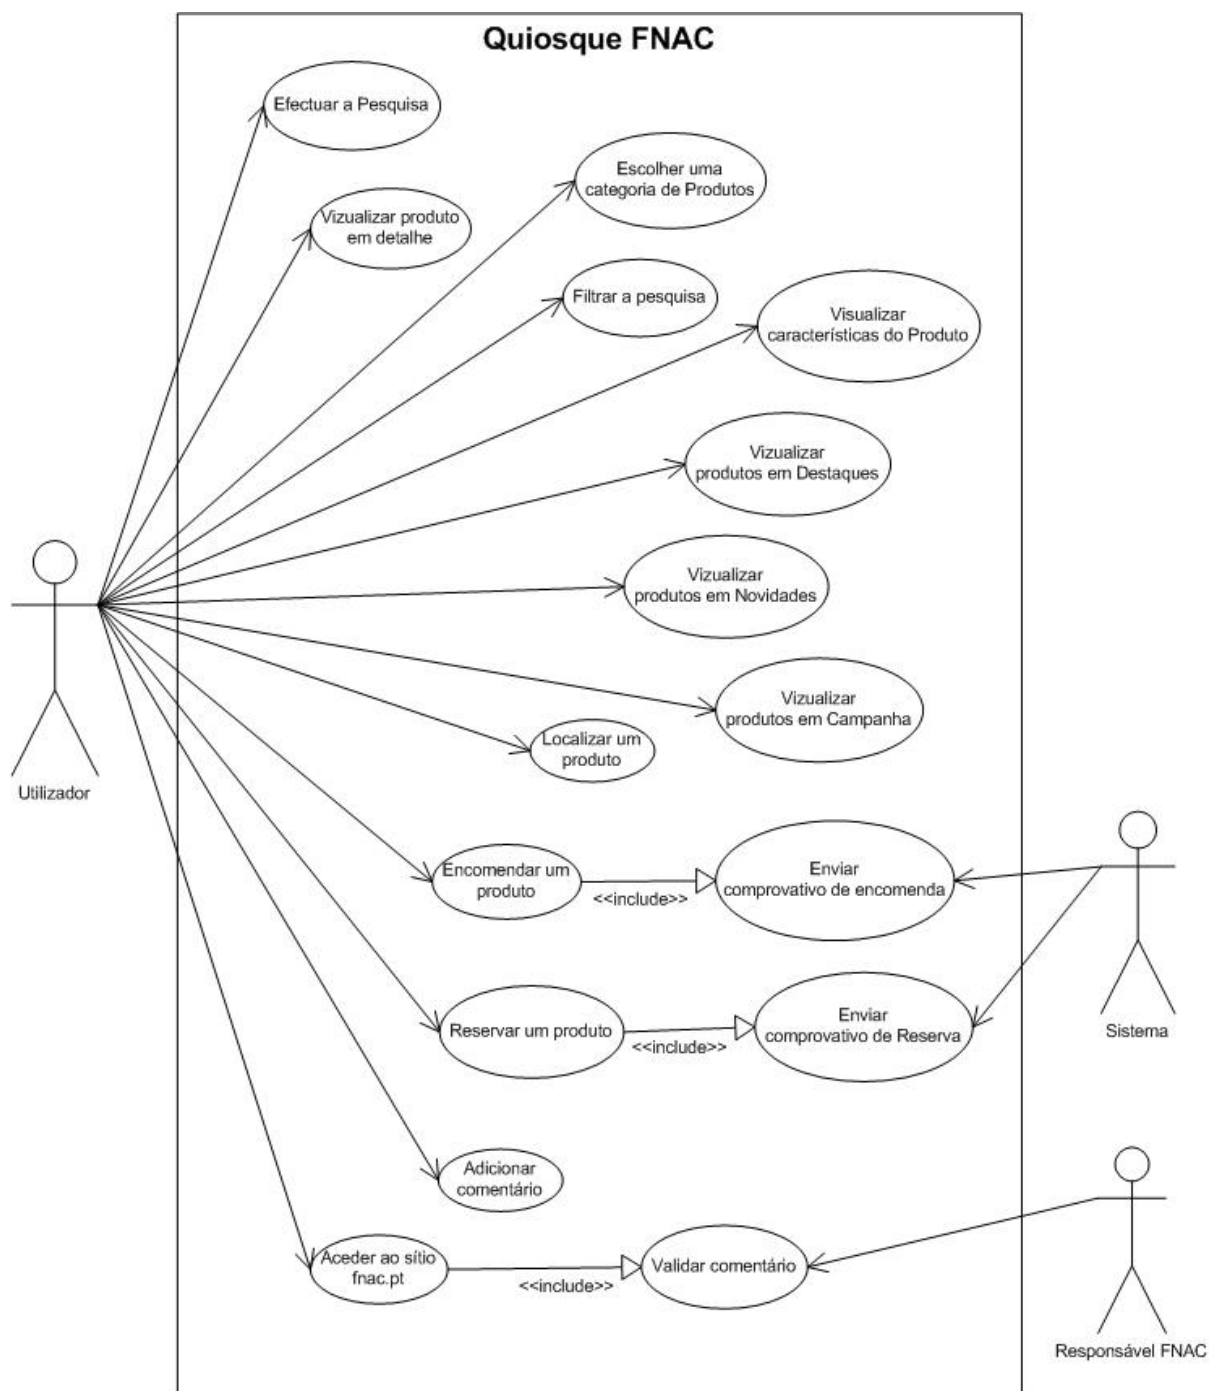 Quiosque FNAC
Efectuar a Pesquisa
Escolher uma
categoria de Produtos
Vizualizar produto
em detalhe
Filtrar a pesquisa
Visualizar
características do Produto
Vizualizar
produtos em Destaques
Vizualizar
produtos em Novidades
Vizualizar
produtos em Campanha
Localizar um
produto
Utilizador
Encomendar um
produto
<<include>>
Enviar
comprovativo de encomenda
Reservar um produto
<<include>>
Enviar
comprovativo de Reserva
Sistema
Adicionar
comentário
Aceder ao sítio
fnac.pt
<<include>>
Validar comentário
Responsável FNAC